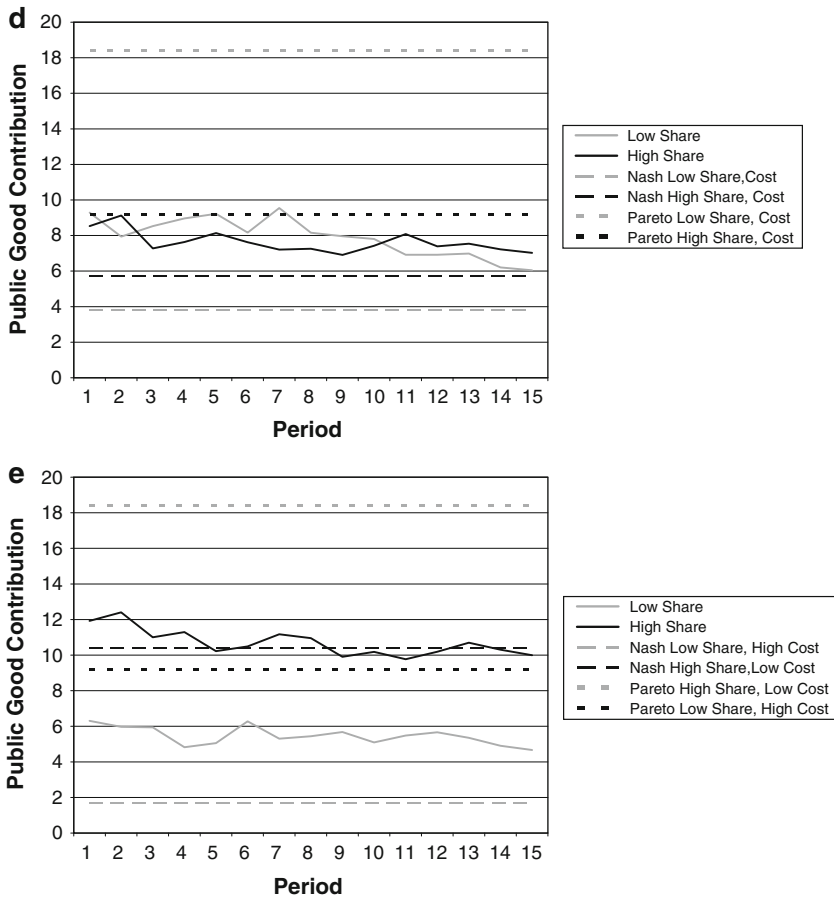 d
Public Good Contribution
20
18
16
14
12
10
8
6
4
2
0
1 2 3 4 5 6 7 8 9 10 11 12 13 14 15
Period
Low Share
High Share
Nash Low Share,Cost
Nash High Share, Cost
Pareto Low Share, Cost
Pareto High Share, Cost
e
Public Good Contribution
20
18
16
14
12
10
8
6
4
2
0
1 2 3 4 5 6 7 8 9 10 11 12 13 14 15
Period
Low Share
High Share
Nash Low Share, High Cost
Nash High Share,Low Cost
Pareto High Share, Low Cost
Pareto Low Share, High Cost